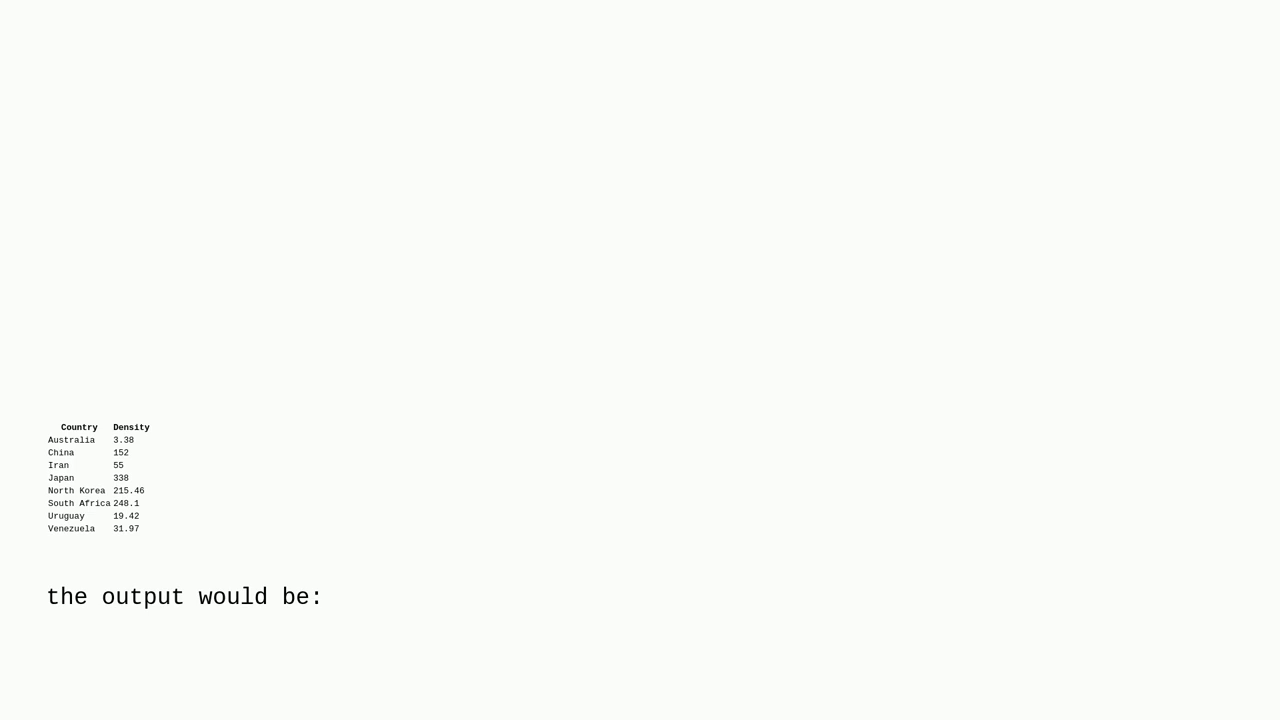 Country Density
Australia 3.38
China 152
Iran 55
Japan 338
North Korea 215.46
South Africa 248.1
Uruguay 19.42
Venezuela 31.97
the output would be: